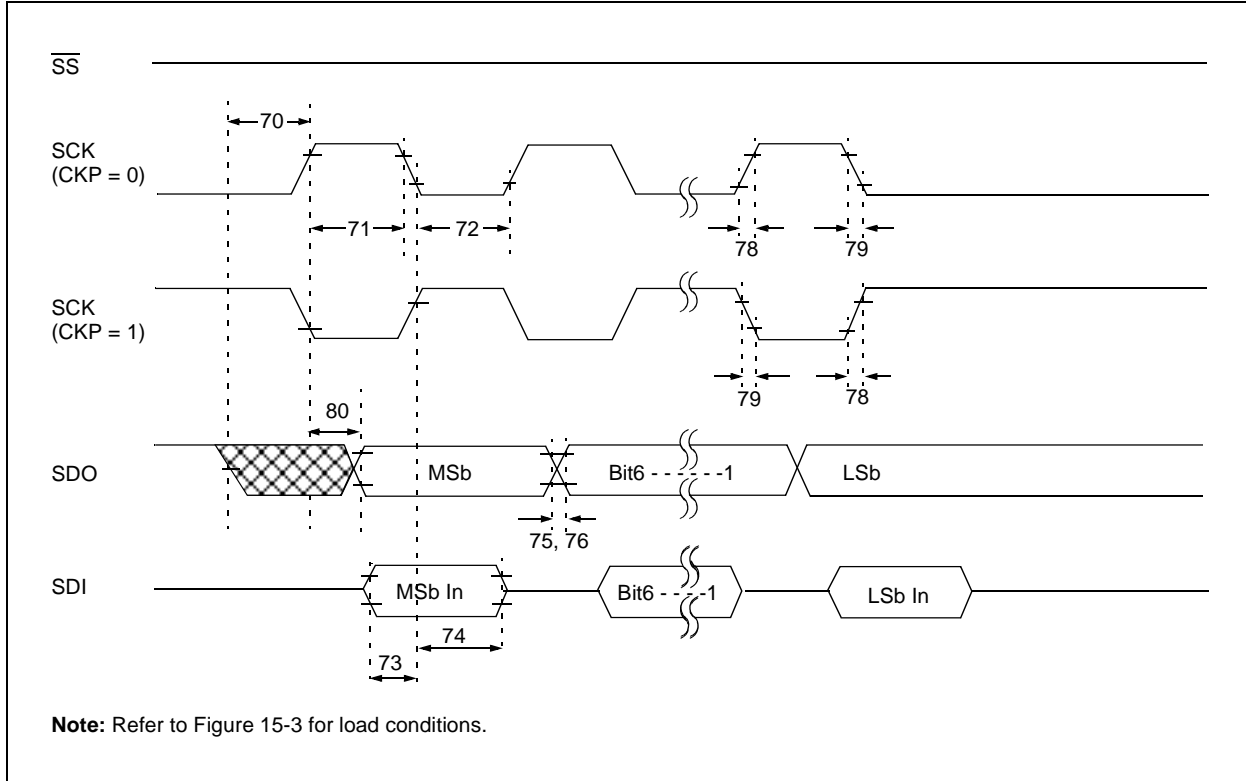 SS
70
SCK
(CKP = 0)
71
72
78
79
SCK
(CKP = 1)
79
78
80
SDO
MSb
Bit6 - - - - - -1
LSb
75, 76
SDI
MSb In
Bit6 - - - -1
LSb In
74
73
Note: Refer to Figure 15-3 for load conditions.